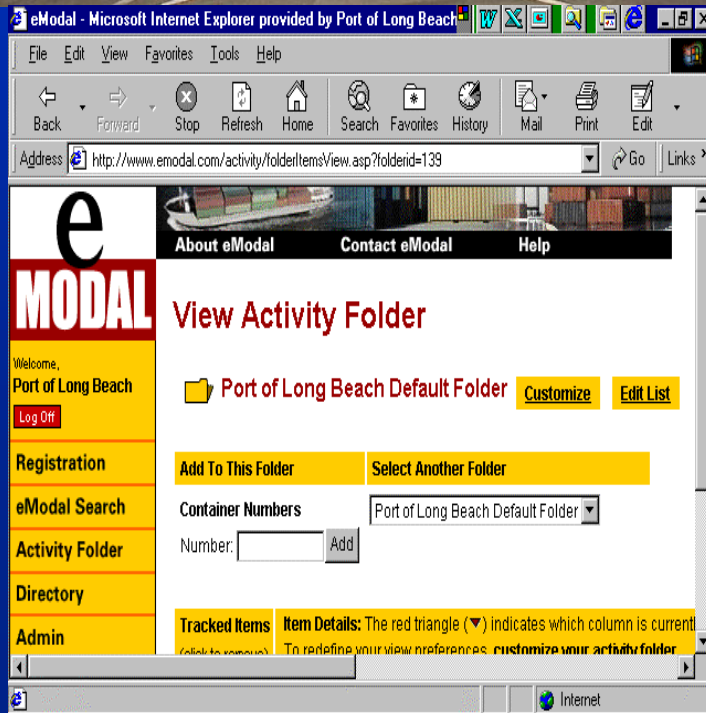 eModal - Microsoft Internet Explorer provided by Port of Long Beach
File Edit View Favorites Tools Help
Back Forward Stop Refresh Home Search Favorites History Mail Print Edit
Address http://www.emodal.com/activity/folderItemsView.asp?folderid=139 Go Links
e
MODAL
About eModal Contact eModal Help
View Activity Folder
Welcome,
Port of Long Beach
Log Off
Port of Long Beach Default Folder Customize Edit List
Registration
eModal Search
Activity Folder
Directory
Admin
Add To This Folder Select Another Folder
Container Numbers Port of Long Beach Default Folder
Number: Add
Tracked Items Item Details: The red triangle (▼) indicates which column is currentl
(click to remove) To redefine your view preferences, customize your activity folder
Internet